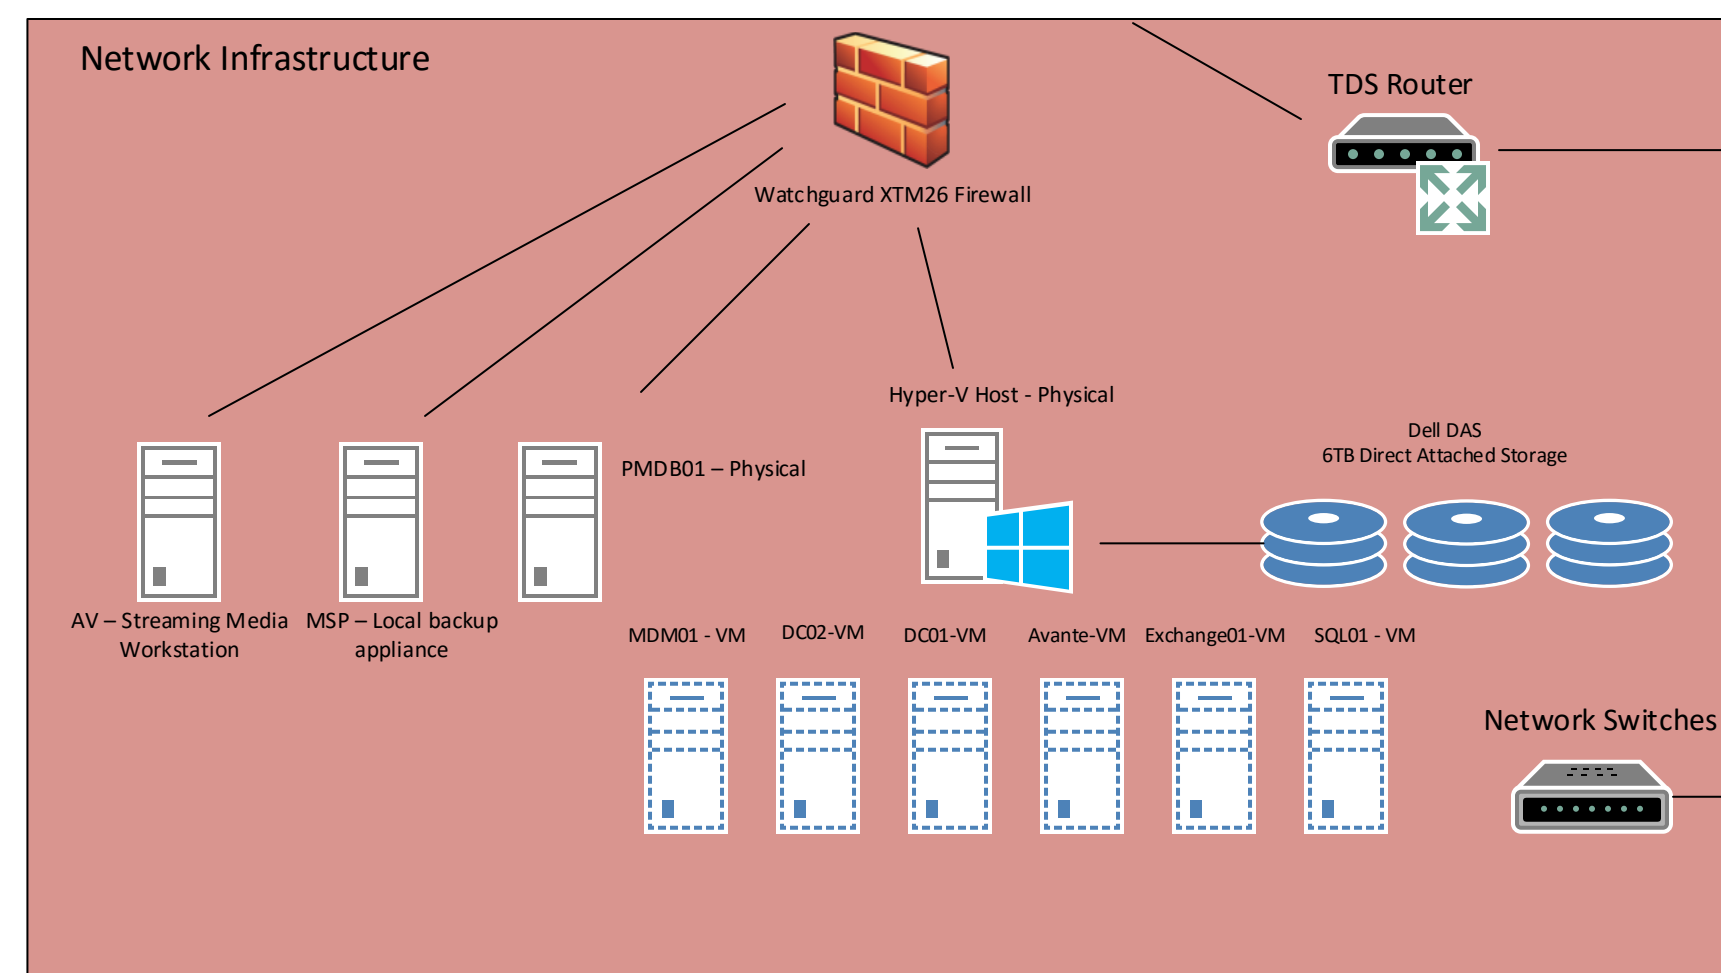 Network Infrastructure
TDS Router
Watchguard XTM26 Firewall
Hyper-V Host - Physical
Dell DAS
6TB Direct Attached Storage
PMDB01 – Physical
AV – Streaming Media
Workstation
MSP – Local backup
appliance
MDM01 - VM
DC02-VM
DC01-VM
Avante-VM
Exchange01-VM
SQL01 - VM
Network Switches